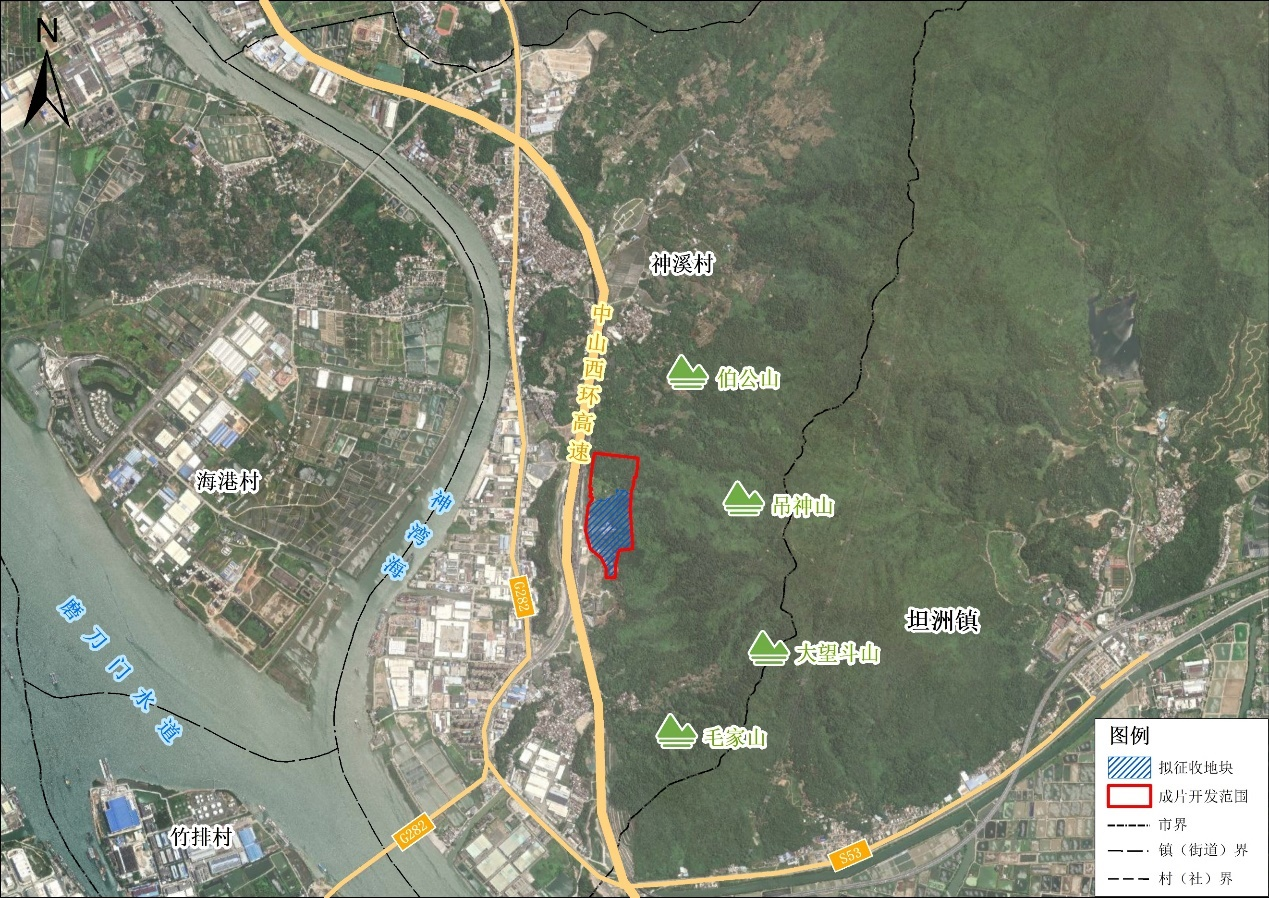 N
神溪村
中山西环高速
伯公山
海港村
神湾海
吊神山
G282
磨刀门水道
坦洲镇
大望斗山
毛家山
竹排村
G282
S53
图例
拟征收地块
成片开发范围
市界
镇（街道）界
村（社）界